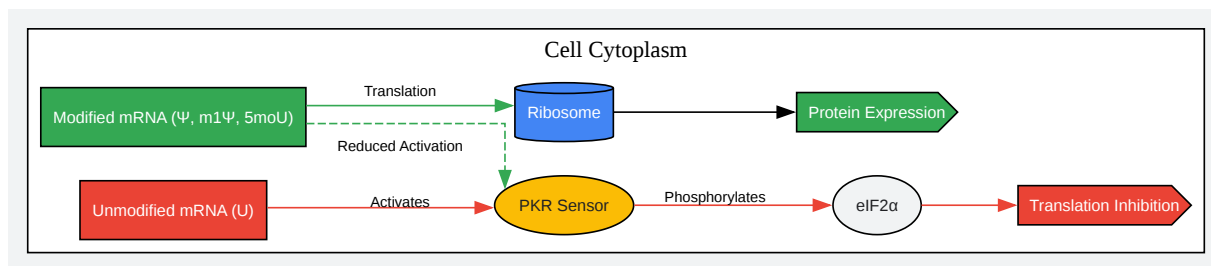 Cell Cytoplasm
Translation
Modified mRNA (Ψ, m1Ψ, 5moU)
Ribosome
Protein Expression
Reduced Activation
Unmodified mRNA (U)
Activates
PKR Sensor
Phosphorylates
eIF2α
Translation Inhibition